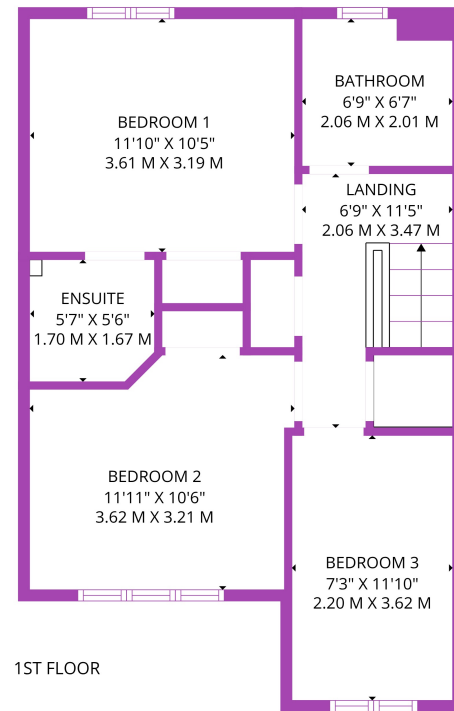 BATHROOM
6'9" X 6'7"
2.06 M X 2.01 M
BEDROOM 1
11'10" X 10'5"
3.61 M X 3.19 M
LANDING
6'9" X 11'5"
2.06 M X 3.47 M
ENSUITE
5'7" X 5'6"
1.70 M X 1.67 M
BEDROOM 2
11'11" X 10'6"
3.62 M X 3.21 M
BEDROOM 3
7'3" X 11'10"
2.20 M X 3.62 M
1ST FLOOR